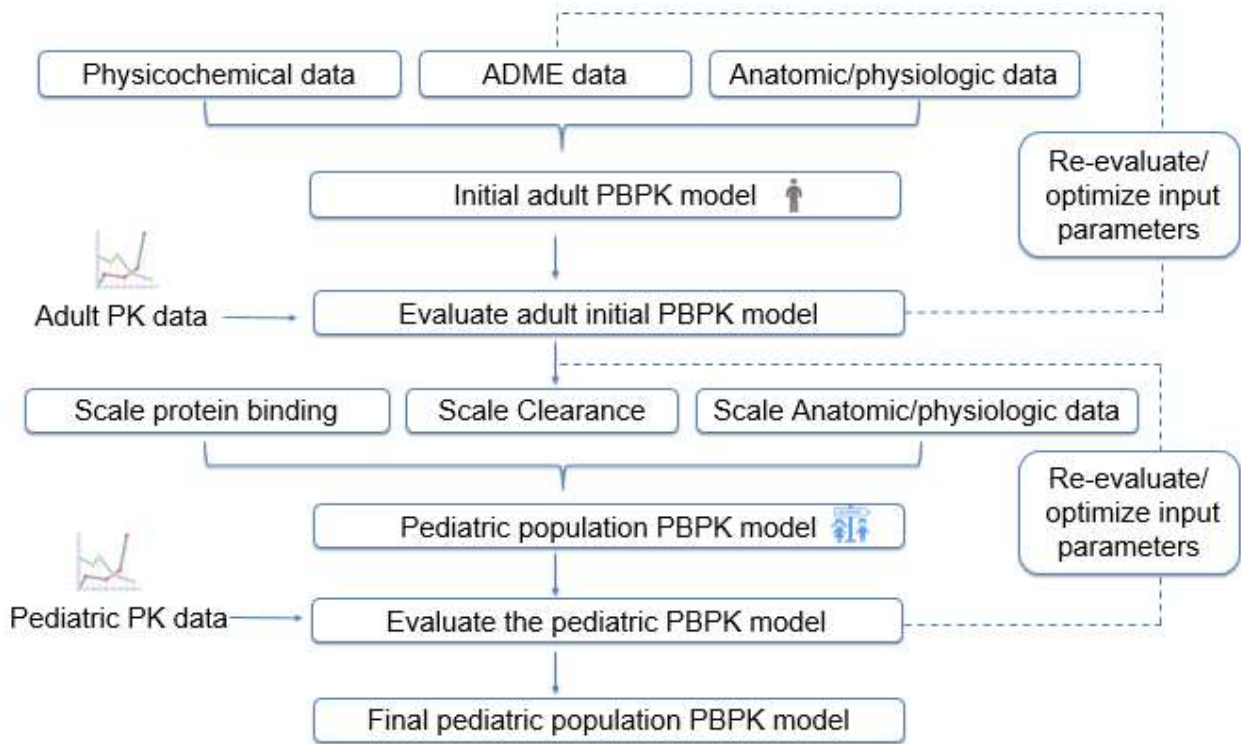 Physicochemical data
ADME data
Anatomic/physiologic data
Re-evaluate/
optimize input
parameters
Initial adult PBPK model
Adult PK data
Evaluate adult initial PBPK model
Scale protein binding
Scale Clearance
Scale Anatomic/physiologic data
Re-evaluate/
optimize input
parameters
Pediatric population PBPK model
Pediatric PK data
Evaluate the pediatric PBPK model
Final pediatric population PBPK model